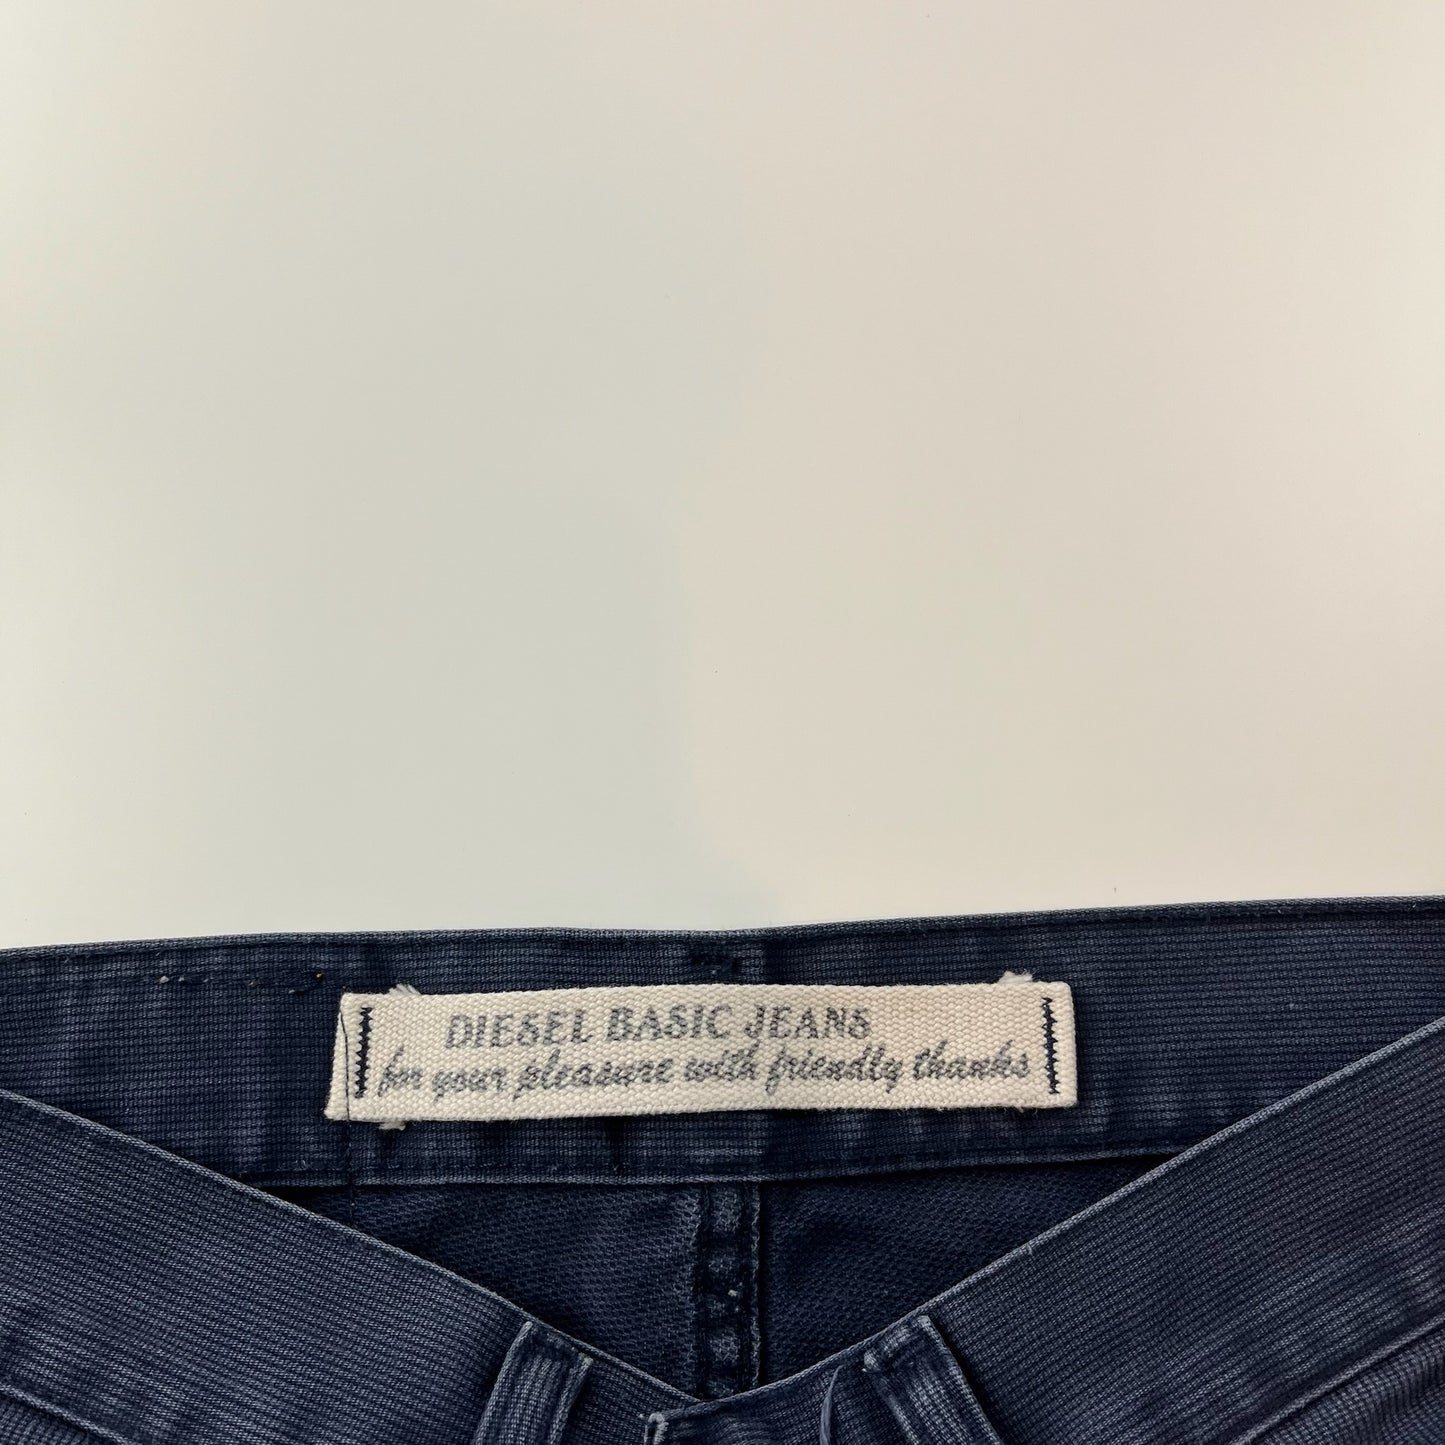 DIESEL BASIC JEANS
for your pleasure with friendly thanks